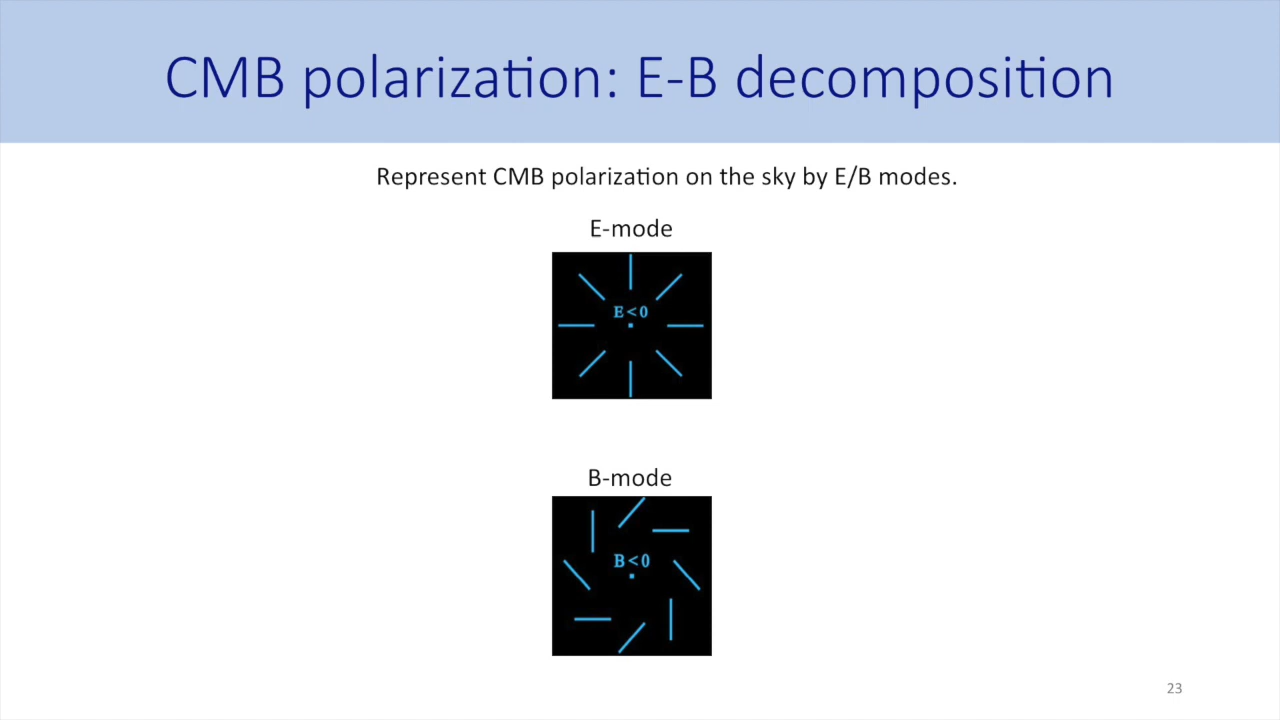 CMB polarization: E-B decomposition
Represent CMB polarization on the sky by E/B modes.
E-mode
E<0
B-mode
B<0
23